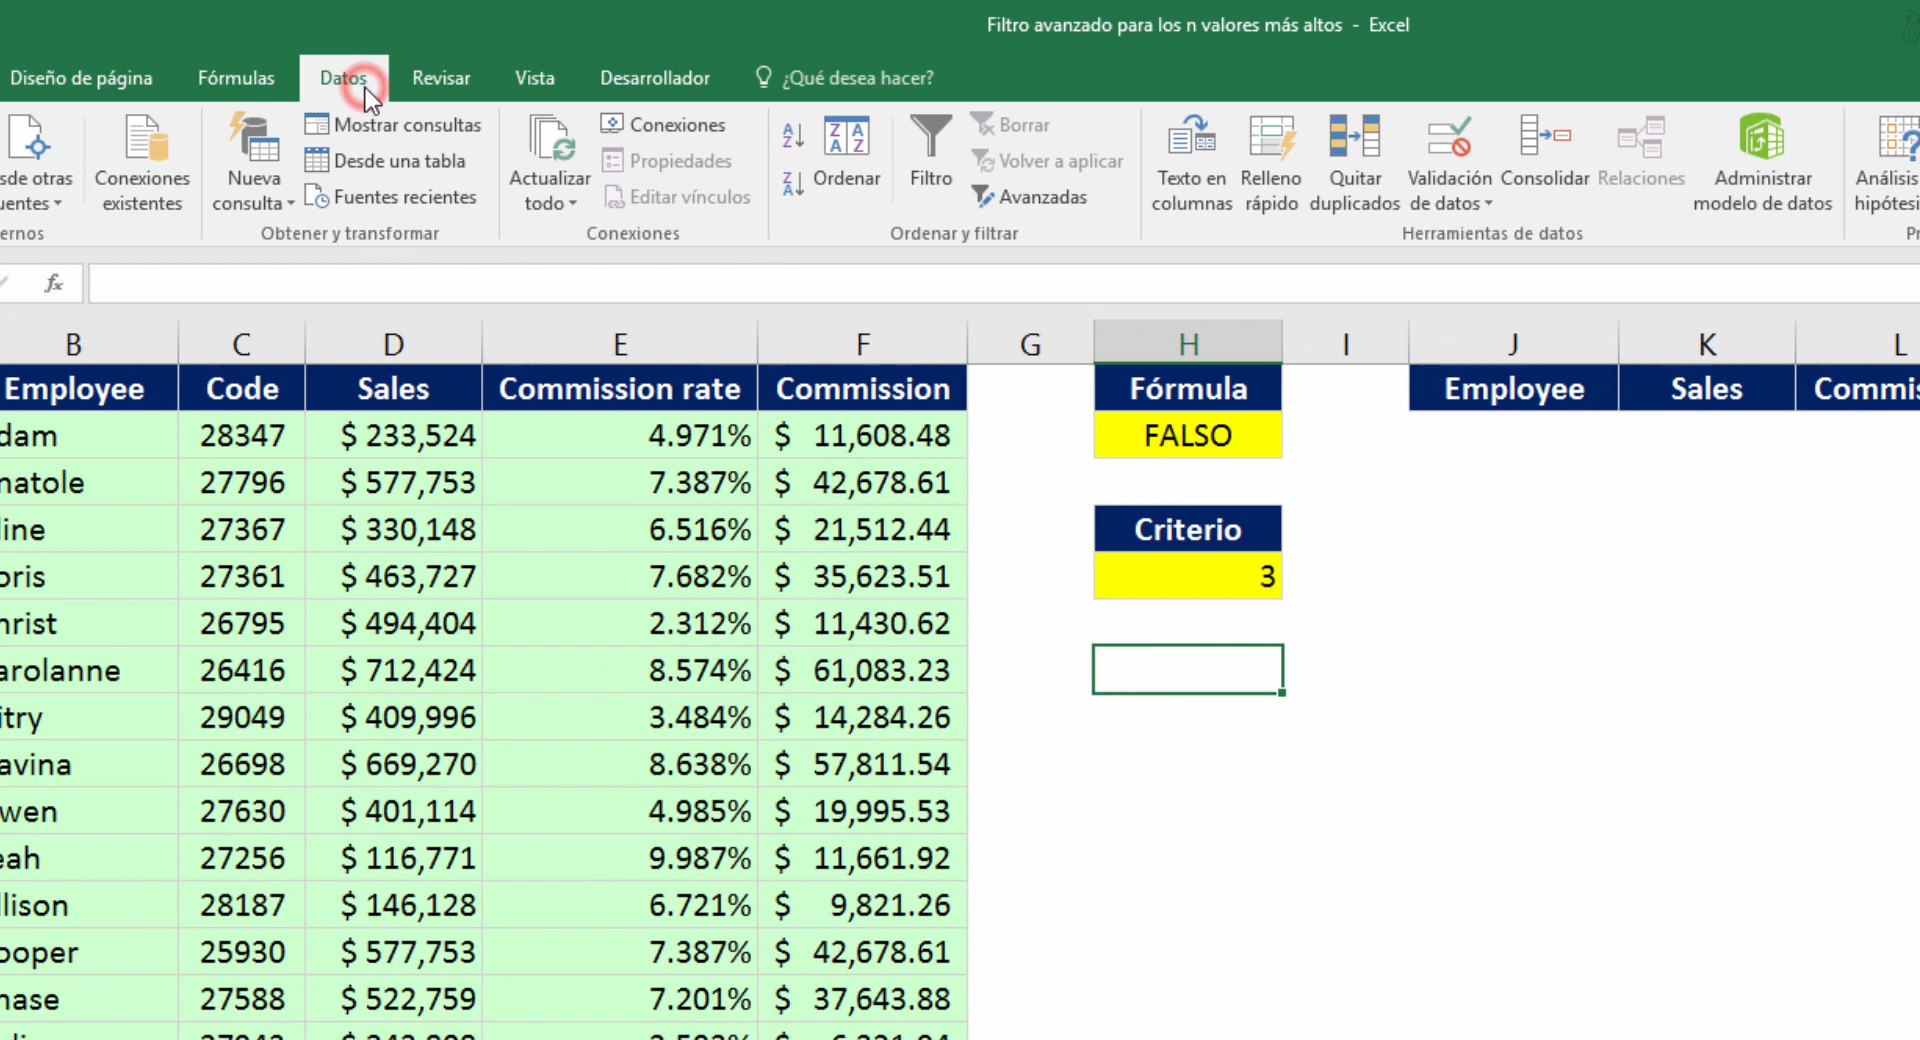 Filtro avanzado para los n valores más altos - Excel
Diseño de página Fórmulas Datos Revisar Vista Desarrollador ¿Qué desea hacer?
Conexiones existentes
Nueva consulta
Mostrar consultas
Desde una tabla
Fuentes recientes
Obtener y transformar
Actualizar todo
Conexiones
Propiedades
Editar vínculos
Conexiones
Ordenar
Filtro
Borrar
Volver a aplicar
Avanzadas
Ordenar y filtrar
Texto en columnas
Relleno rápido
Quitar duplicados
Validación de datos
Consolidar
Relaciones
Administrar modelo de datos
Herramientas de datos
Análisis
fx
B C D E F G H I J K L
Employee Code Sales Commission rate Commission Fórmula Employee Sales
28347 $ 233,524 4.971% $ 11,608.48 FALSO
27796 $ 577,753 7.387% $ 42,678.61
27367 $ 330,148 6.516% $ 21,512.44 Criterio
27361 $ 463,727 7.682% $ 35,623.51 3
26795 $ 494,404 2.312% $ 11,430.62
26416 $ 712,424 8.574% $ 61,083.23
29049 $ 409,996 3.484% $ 14,284.26
26698 $ 669,270 8.638% $ 57,811.54
27630 $ 401,114 4.985% $ 19,995.53
27256 $ 116,771 9.987% $ 11,661.92
28187 $ 146,128 6.721% $ 9,821.26
25930 $ 577,753 7.387% $ 42,678.61
27588 $ 522,759 7.201% $ 37,643.88